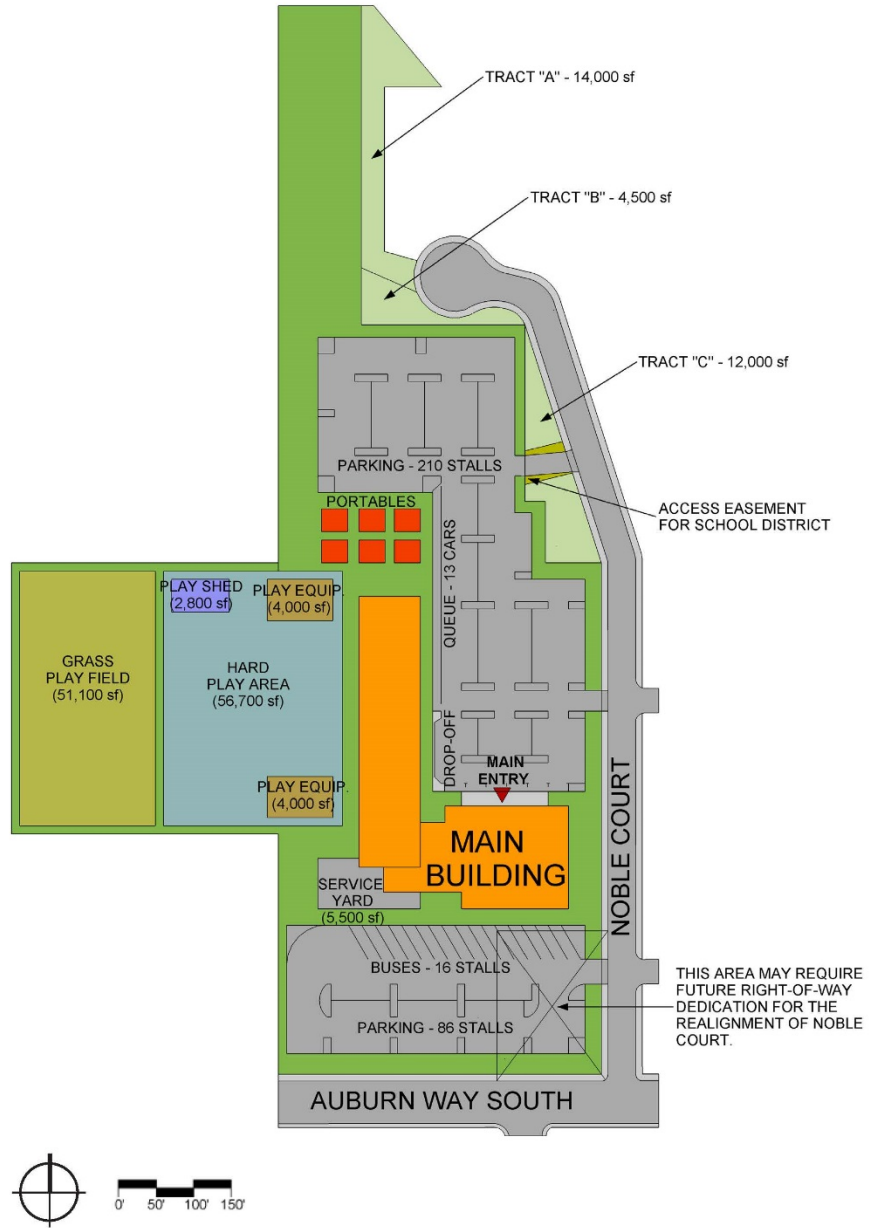 TRACT "A" - 14,000 sf
TRACT "B" - 4,500 sf
TRACT "C" - 12,000 sf
PARKING - 210 STALLS
ACCESS EASEMENT
FOR SCHOOL DISTRICT
PORTABLES
QUEUE - 13 CARS
PLAY SHED
(2,800 sf)
PLAY EQUIP.
(4,000 sf)
GRASS
PLAY FIELD
(51,100 sf)
HARD
PLAY AREA
(56,700 sf)
DROP-OFF
MAIN
ENTRY
PLAY EQUIP.
(4,000 sf)
MAIN
BUILDING
NOBLE COURT
SERVICE
YARD
(5,500 sf)
BUSES - 16 STALLS
PARKING - 86 STALLS
THIS AREA MAY REQUIRE
FUTURE RIGHT-OF-WAY
DEDICATION FOR THE
REALIGNMENT OF NOBLE
COURT.
AUBURN WAY SOUTH
0' 50' 100' 150'